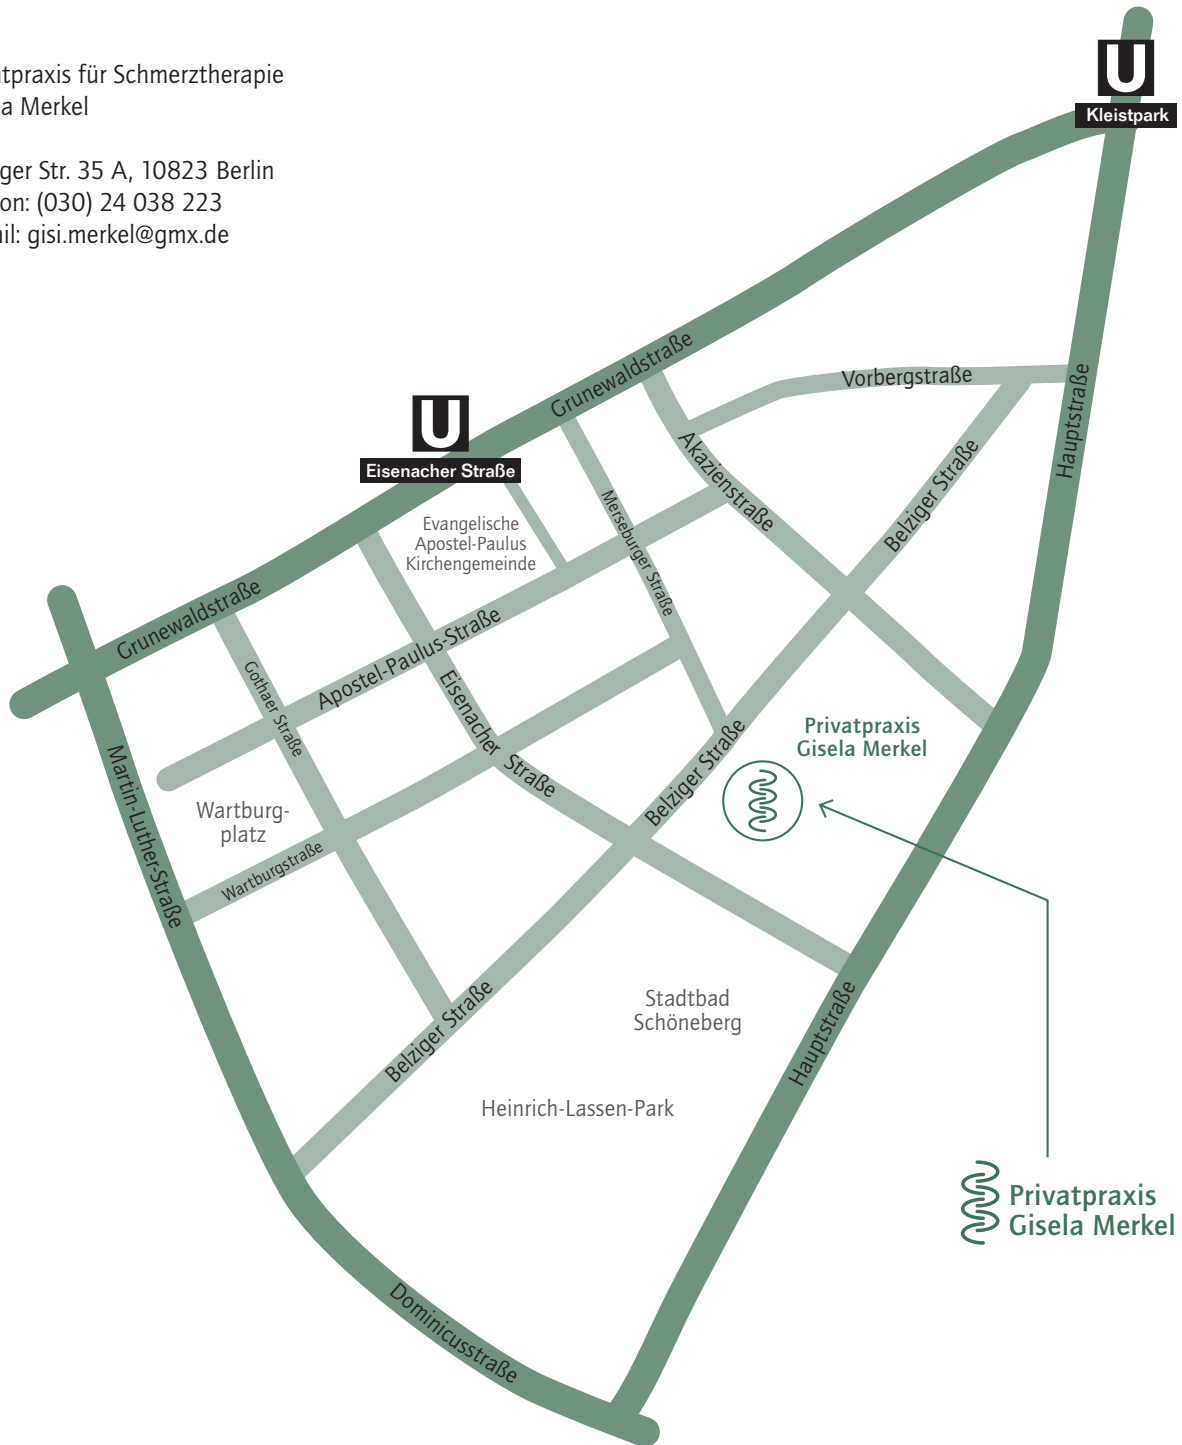 tpraxis für Schmerztherapie
a Merkel
ger Str. 35 A, 10823 Berlin
on: (030) 24 038 223
il: gisi.merkel@gmx.de
U
Kleistpark
Grunewaldstraße
Vorbergstraße
Hauptstraße
U
Eisenacher Straße
Akazienstraße
Belziger Straße
Merseburger Straße
Evangelische
Apostel-Paulus
Kirchengemeinde
Grunewaldstraße
Apostel-Paulus-Straße
Gothaer Straße
Eisenacher Straße
Belziger Straße
Privatpraxis
Gisela Merkel
Martin-Luther-Straße
Wartburg-
platz
Wartburgstraße
Belziger Straße
Stadtbad
Schöneberg
Hauptstraße
Heinrich-Lassen-Park
Privatpraxis
Gisela Merkel
Dominicusstraße